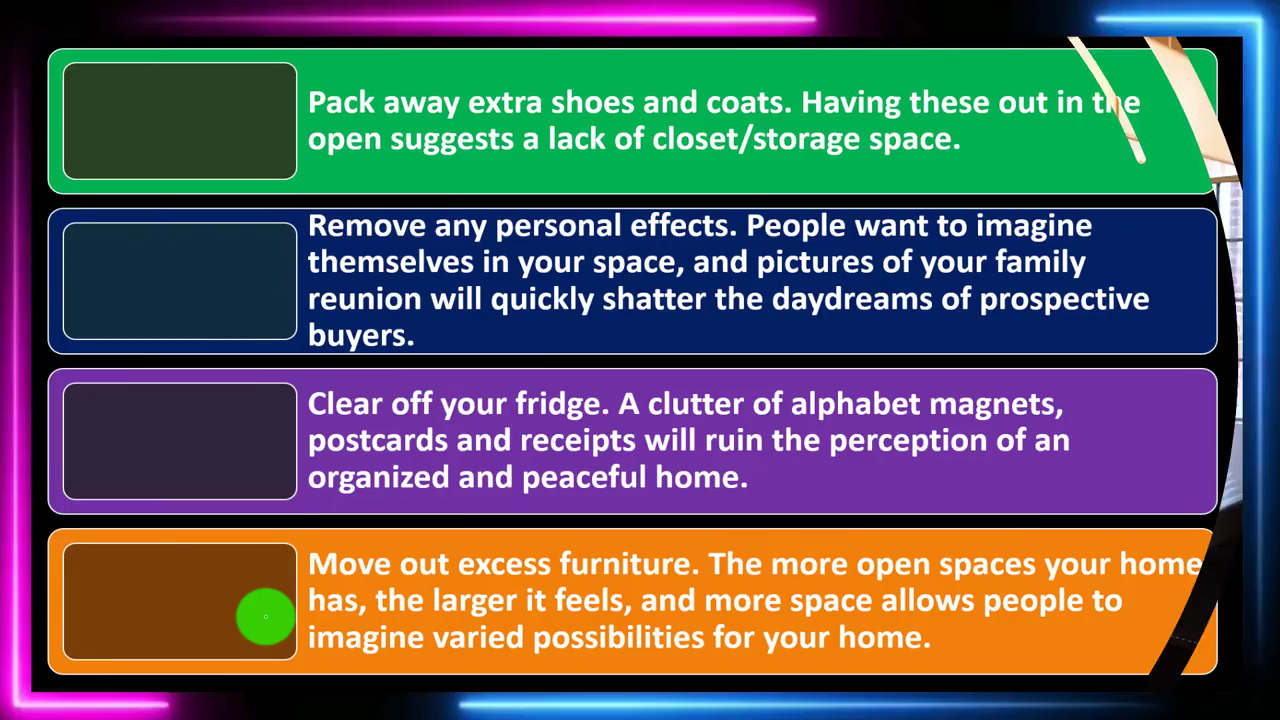 Pack away extra shoes and coats. Having these out in the
open suggests a lack of closet/storage space.
Remove any personal effects. People want to imagine
themselves in your space, and pictures of your family
reunion will quickly shatter the daydreams of prospective
buyers.
Clear off your fridge. A clutter of alphabet magnets,
postcards and receipts will ruin the perception of an
organized and peaceful home.
Move out excess furniture. The more open spaces your home
has, the larger it feels, and more space allows people to
imagine varied possibilities for your home.